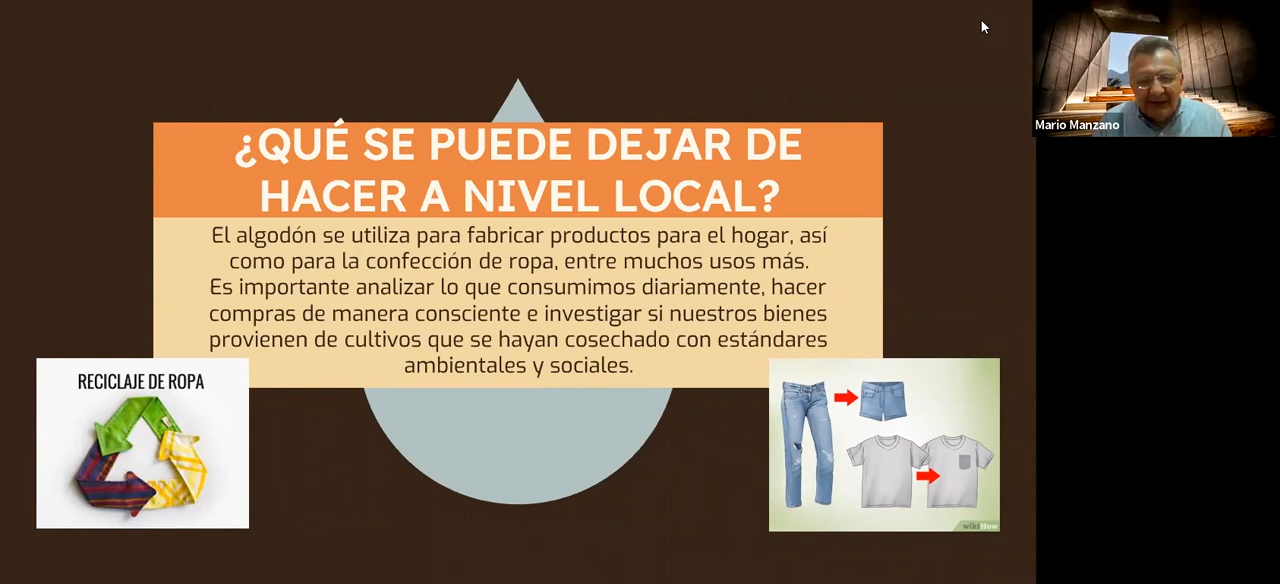 ¿QUÉ SE PUEDE DEJAR DE
HACER A NIVEL LOCAL?
El algodón se utiliza para fabricar productos para el hogar, así
como para la confección de ropa, entre muchos usos más.
Es importante analizar lo que consumimos diariamente, hacer
compras de manera consciente e investigar si nuestros bienes
provienen de cultivos que se hayan cosechado con estándares
ambientales y sociales.
RECICLAJE DE ROPA
wikiHow
Mario Manzano